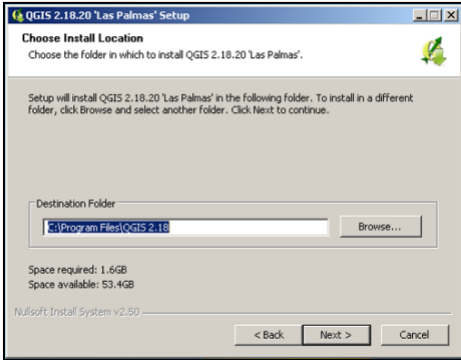 QGIS 2.18.20 'Las Palmas' Setup
Choose Install Location
Choose the folder in which to install QGIS 2.18.20 'Las Palmas'.
Setup will install QGIS 2.18.20 'Las Palmas' in the following folder. To install in a different
folder, click Browse and select another folder. Click Next to continue.
Destination Folder
C:\Program Files\QGIS 2.18
Browse...
Space required: 1.6GB
Space available: 53.4GB
Nullsoft Install System v2.50
< Back
Next >
Cancel